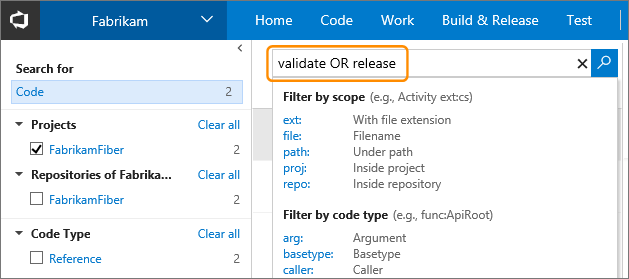 Fabrikam Home Code Work Build & Release Test
Search for
Code 2
Projects Clear all
FabrikamFiber 2
Repositories of Fabrika... Clear all
FabrikamFiber 2
Code Type Clear all
Reference 2
validate OR release
Filter by scope (e.g., Activity ext:cs)
ext: With file extension
file: Filename
path: Under path
proj: Inside project
repo: Inside repository
Filter by code type (e.g., func:ApiRoot)
arg: Argument
basetype: Basetype
caller: Caller